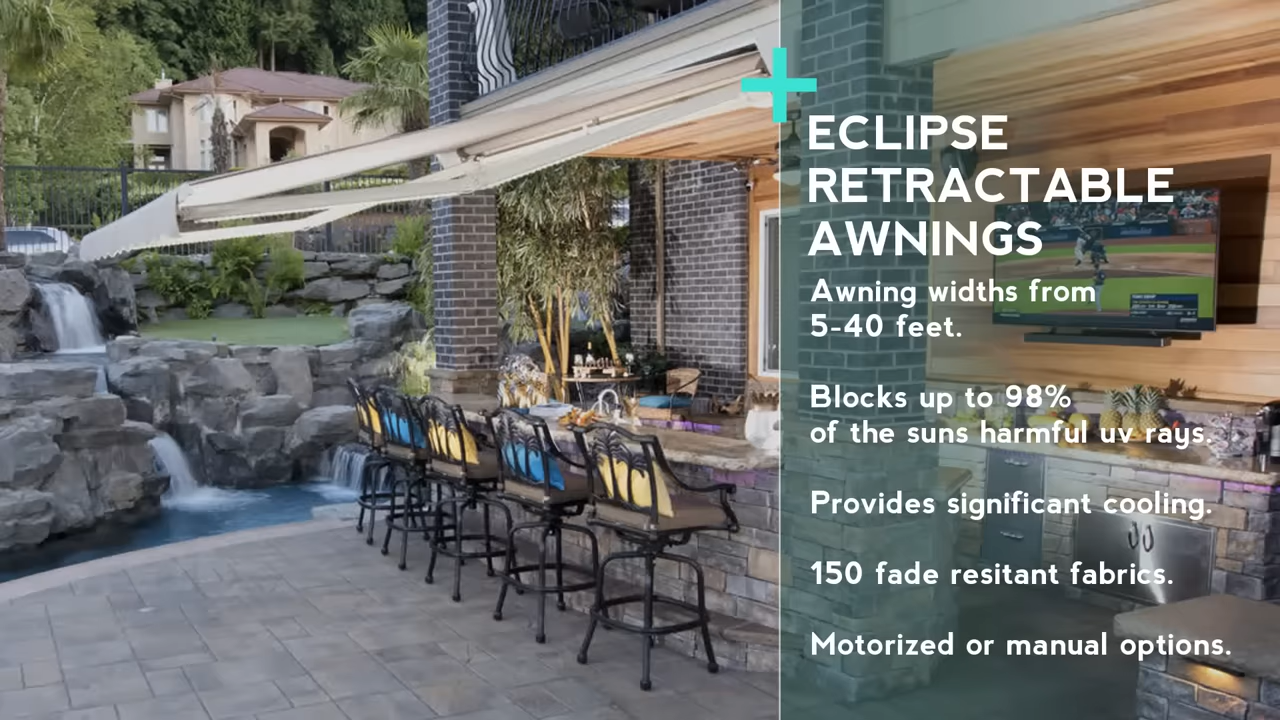 ECLIPSE
RETRACTABLE
AWNINGS
Awning widths from
5-40 feet.
Blocks up to 98%
of the suns harmful uv rays.
Provides significant cooling.
150 fade resitant fabrics.
Motorized or manual options.